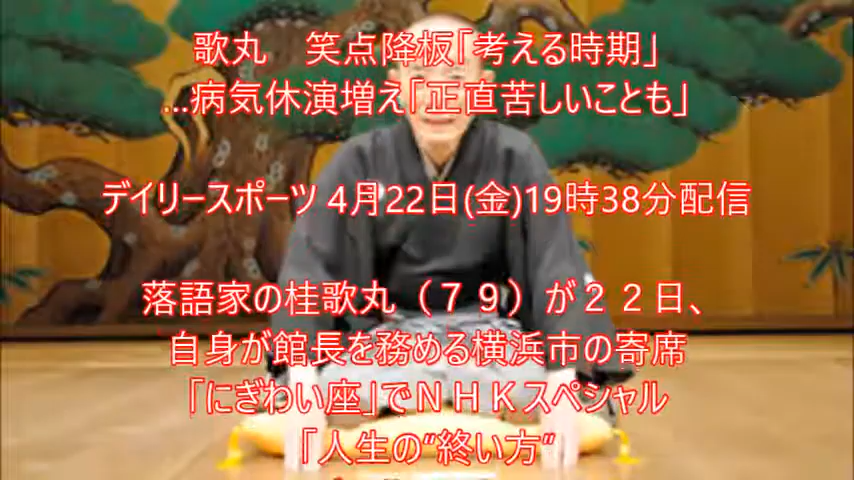 歌丸　笑点降板｢考える時期｣
…病気休演増え｢正直苦しいことも｣
デイリースポーツ 4月22日(金)19時38分配信
落語家の桂歌丸（７９）が２２日、
自身が館長を務める横浜市の寄席
｢にぎわい座｣でＮＨＫスペシャル
｢人生の“終い方”